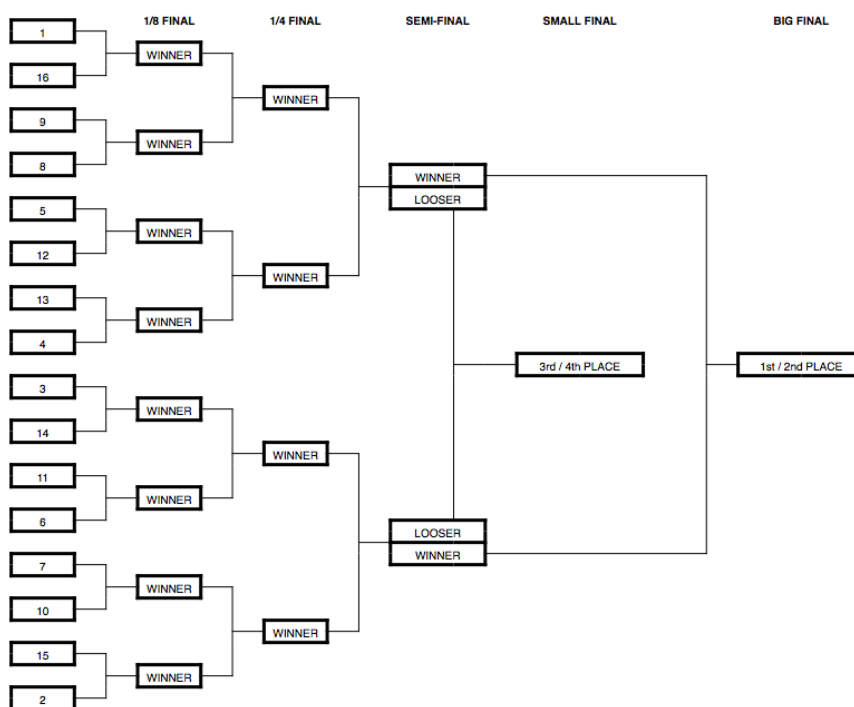 1/8 FINAL 1/4 FINAL SEMI-FINAL SMALL FINAL BIG FINAL
1
WINNER
16
WINNER
9
WINNER
8
WINNER
LOOSER
5
WINNER
12
WINNER
13
WINNER
4
3rd / 4th PLACE 1st / 2nd PLACE
3
WINNER
14
WINNER
11
WINNER
6
LOOSER
WINNER
7
WINNER
10
WINNER
15
WINNER
2